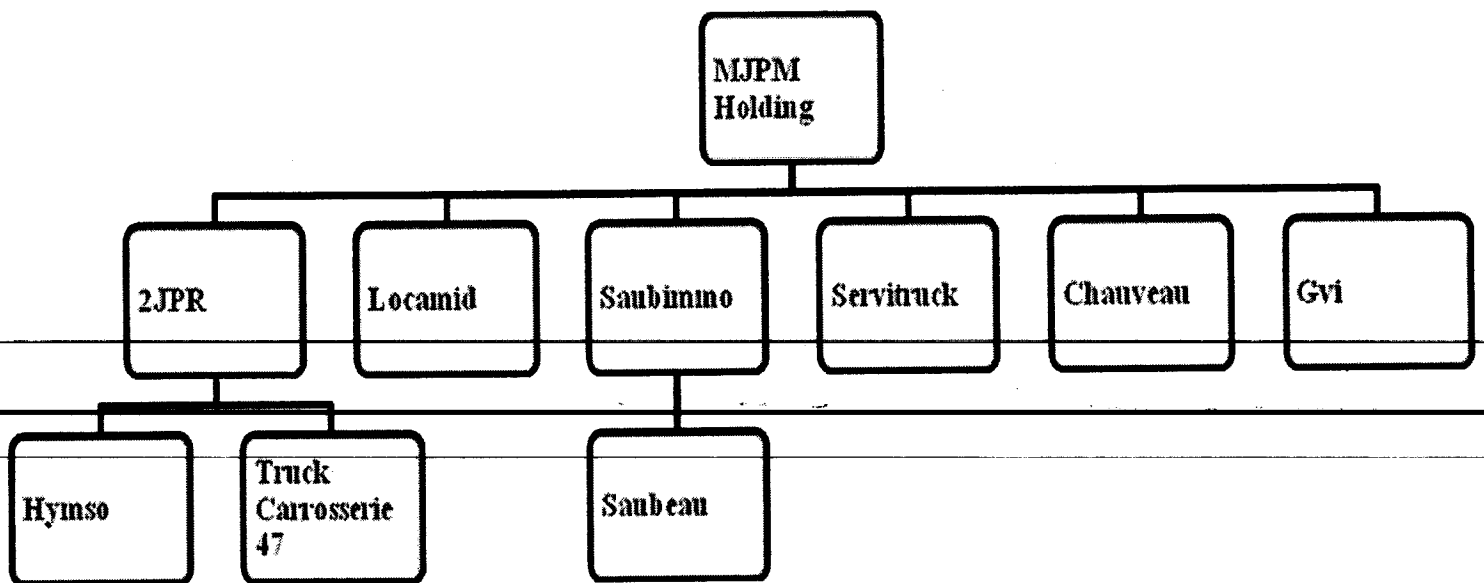 MJPM
Holding
2JPR
Locamid
Saubimmo
Servitruck
Chauveau
Gvi
Hymso
Truck
Carrosserie
47
Saubeau